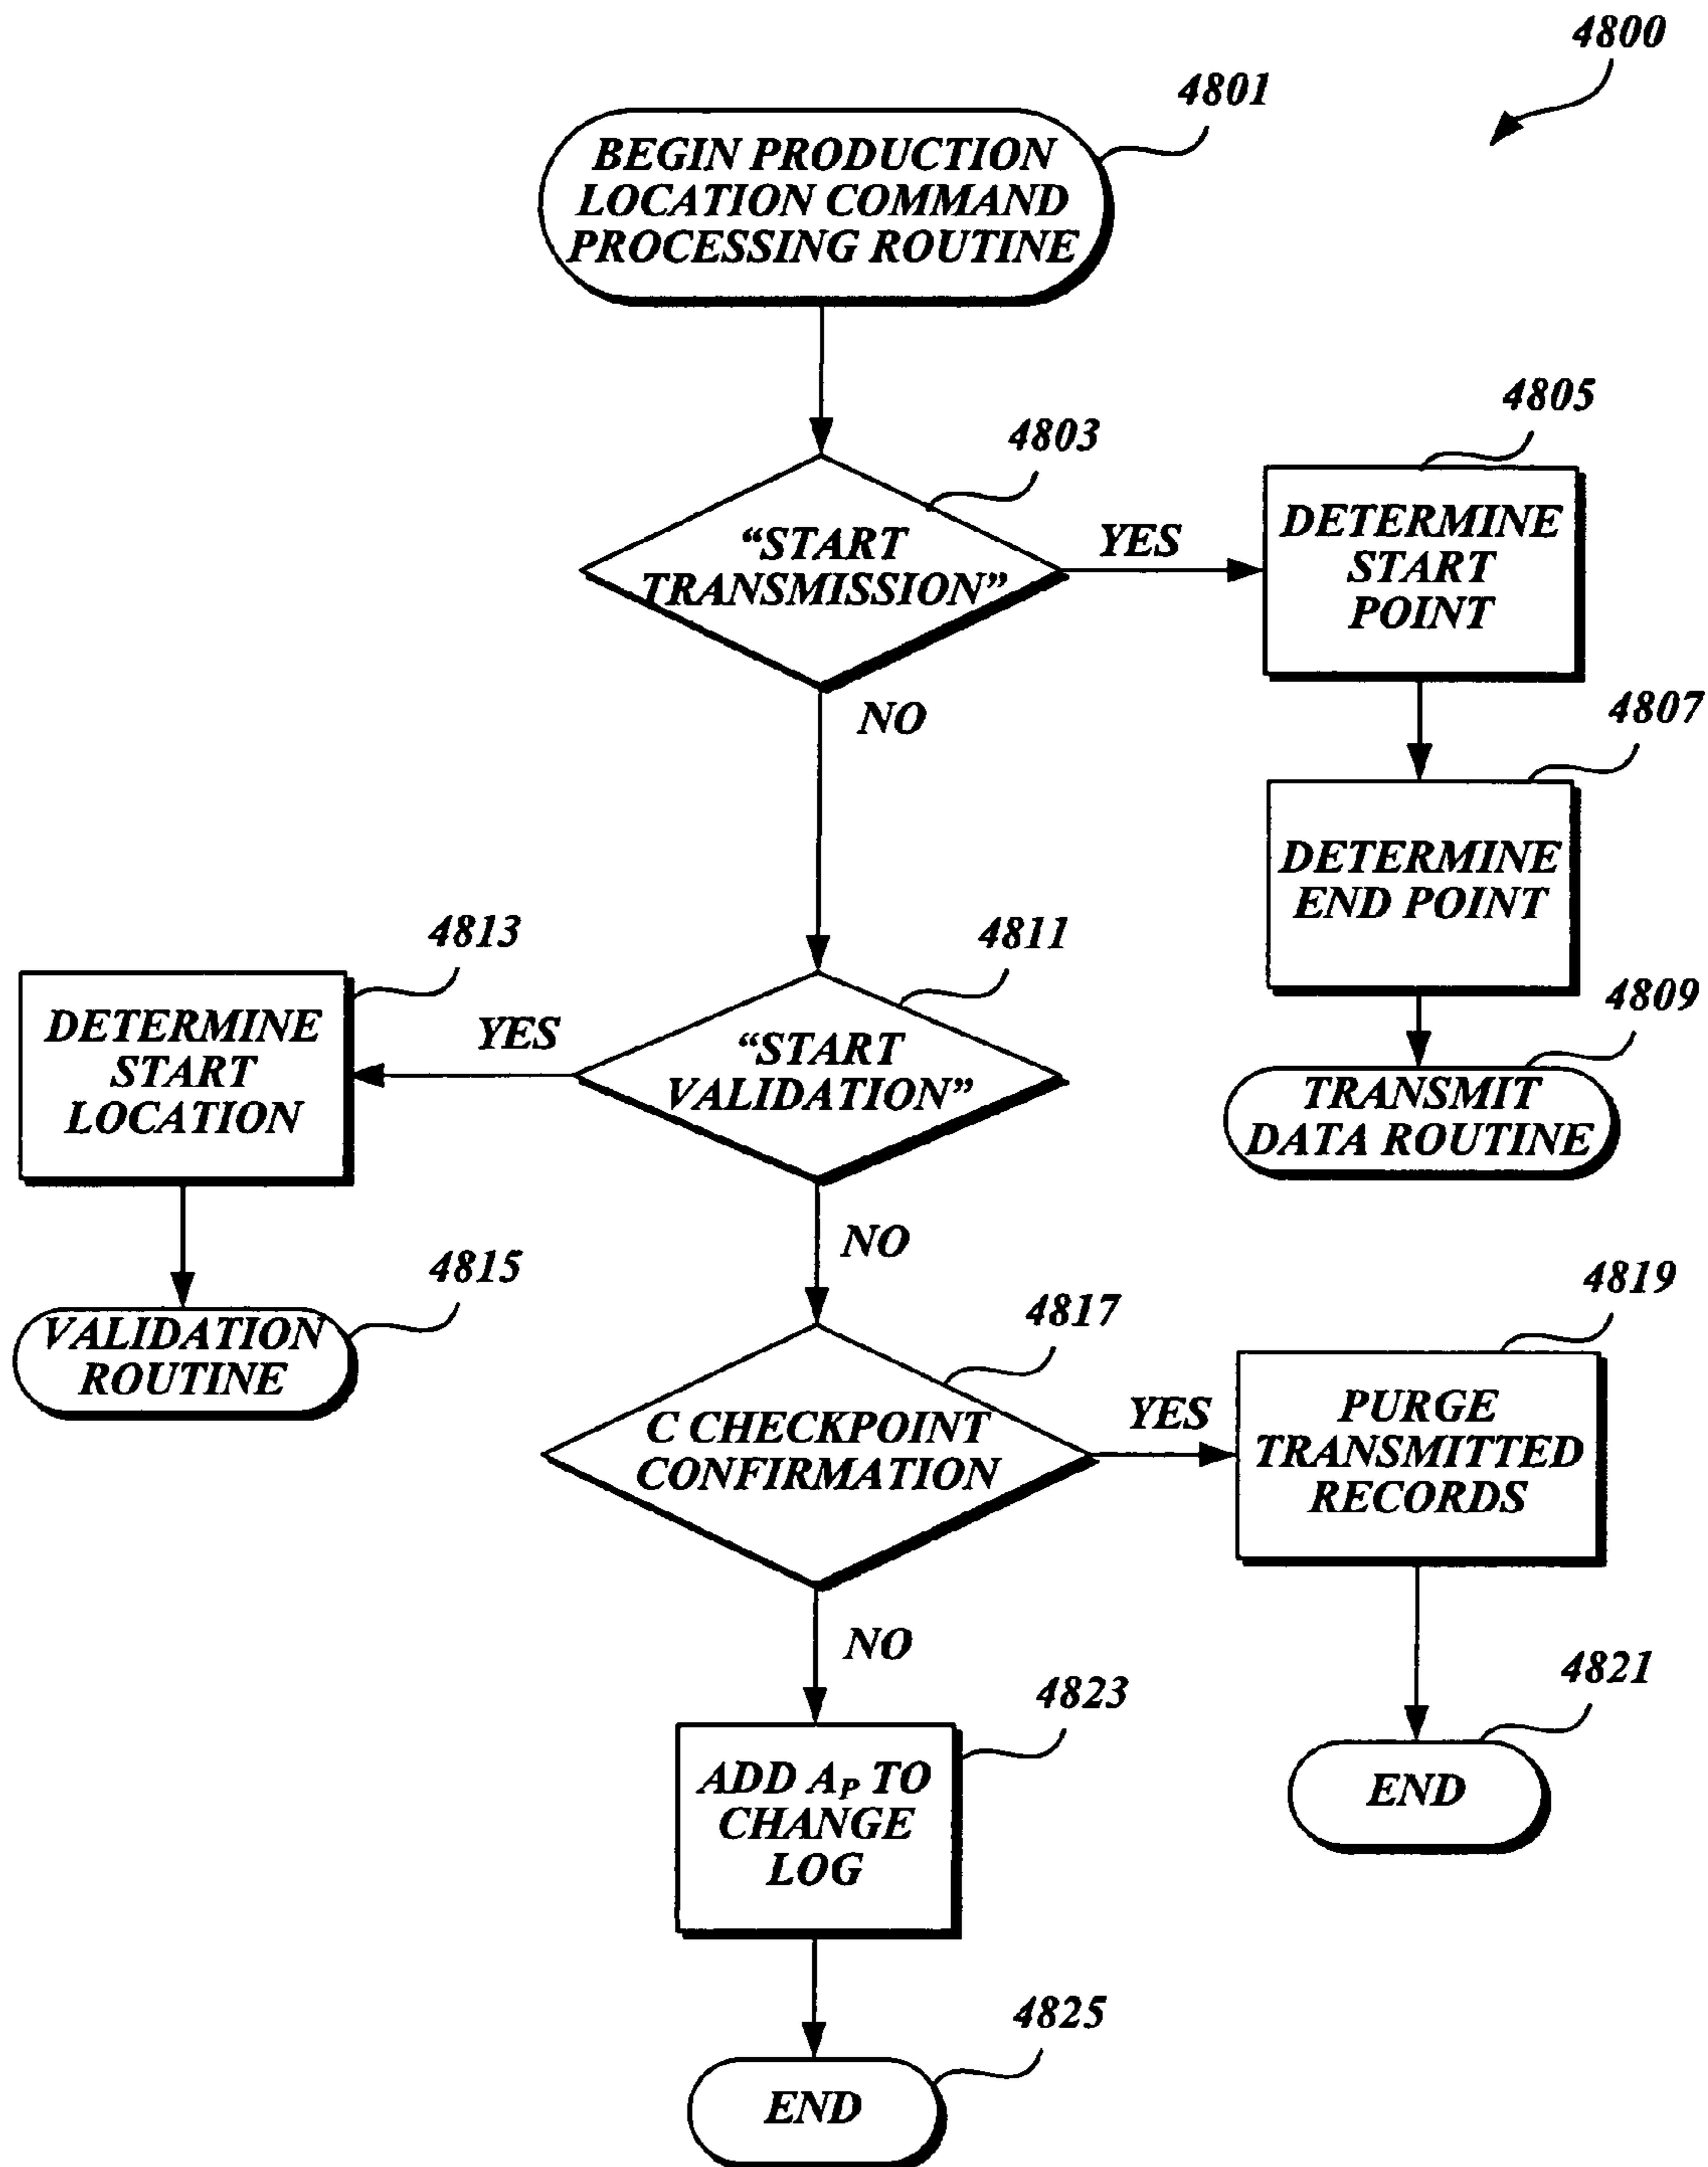 4800
4801
BEGIN PRODUCTION
LOCATION COMMAND
PROCESSING ROUTINE
4803
"START
TRANSMISSION"
YES
NO
4805
DETERMINE
START
POINT
4807
DETERMINE
END POINT
4809
TRANSMIT
DATA ROUTINE
4811
"START
VALIDATION"
YES
NO
4813
DETERMINE
START
LOCATION
4815
VALIDATION
ROUTINE
4817
C CHECKPOINT
CONFIRMATION
YES
NO
4819
PURGE
TRANSMITTED
RECORDS
4821
END
4823
ADD AP TO
CHANGE
LOG
4825
END